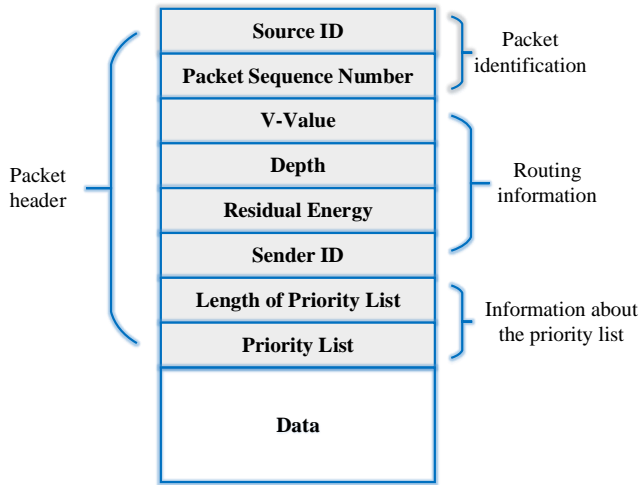 Source ID
Packet Sequence Number
Packet
identification
V-Value
Depth
Residual Energy
Sender ID
Routing
information
Packet
header
Length of Priority List
Priority List
Information about
the priority list
Data